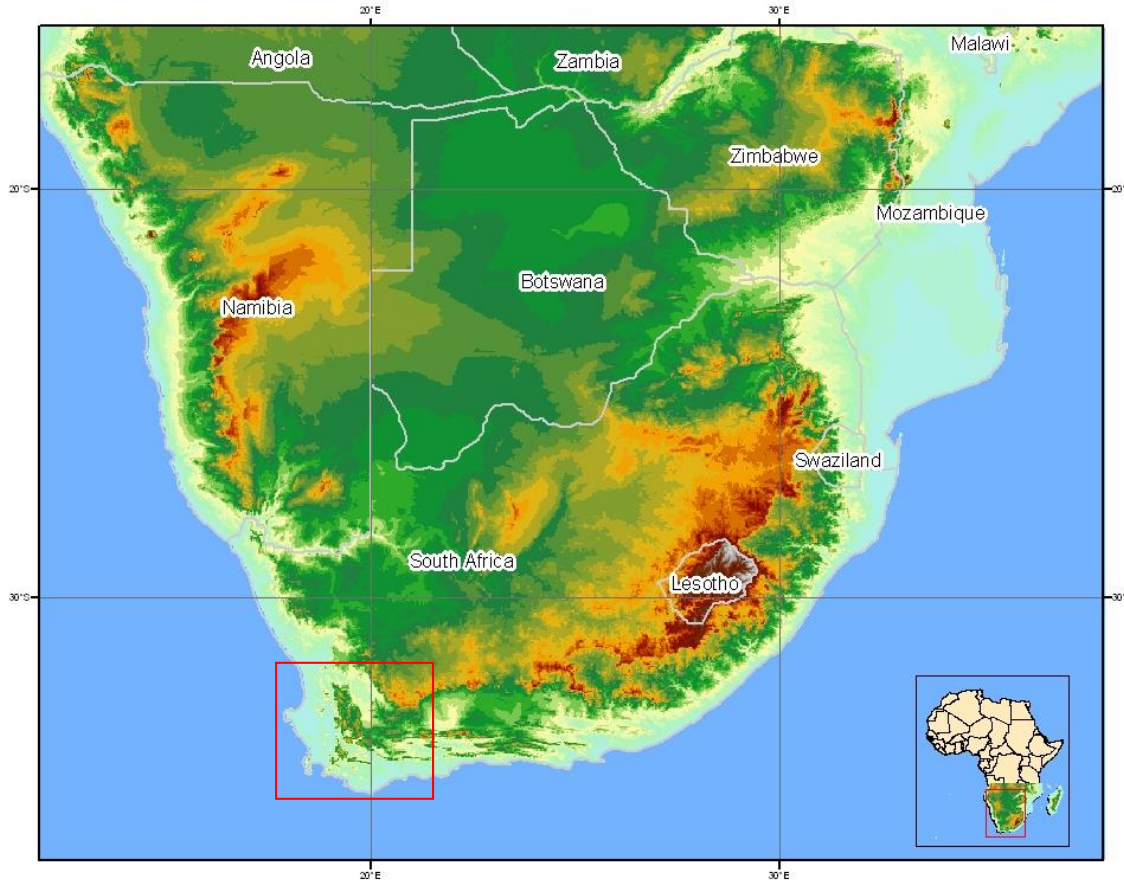 20°E
30°E
Malawi
Angola
Zambia
Zimbabwe
20°S
20°
Mozambique
Botswana
Namibia
Swaziland
South Africa
Lesotho
30°S
30°
20°E
30°E